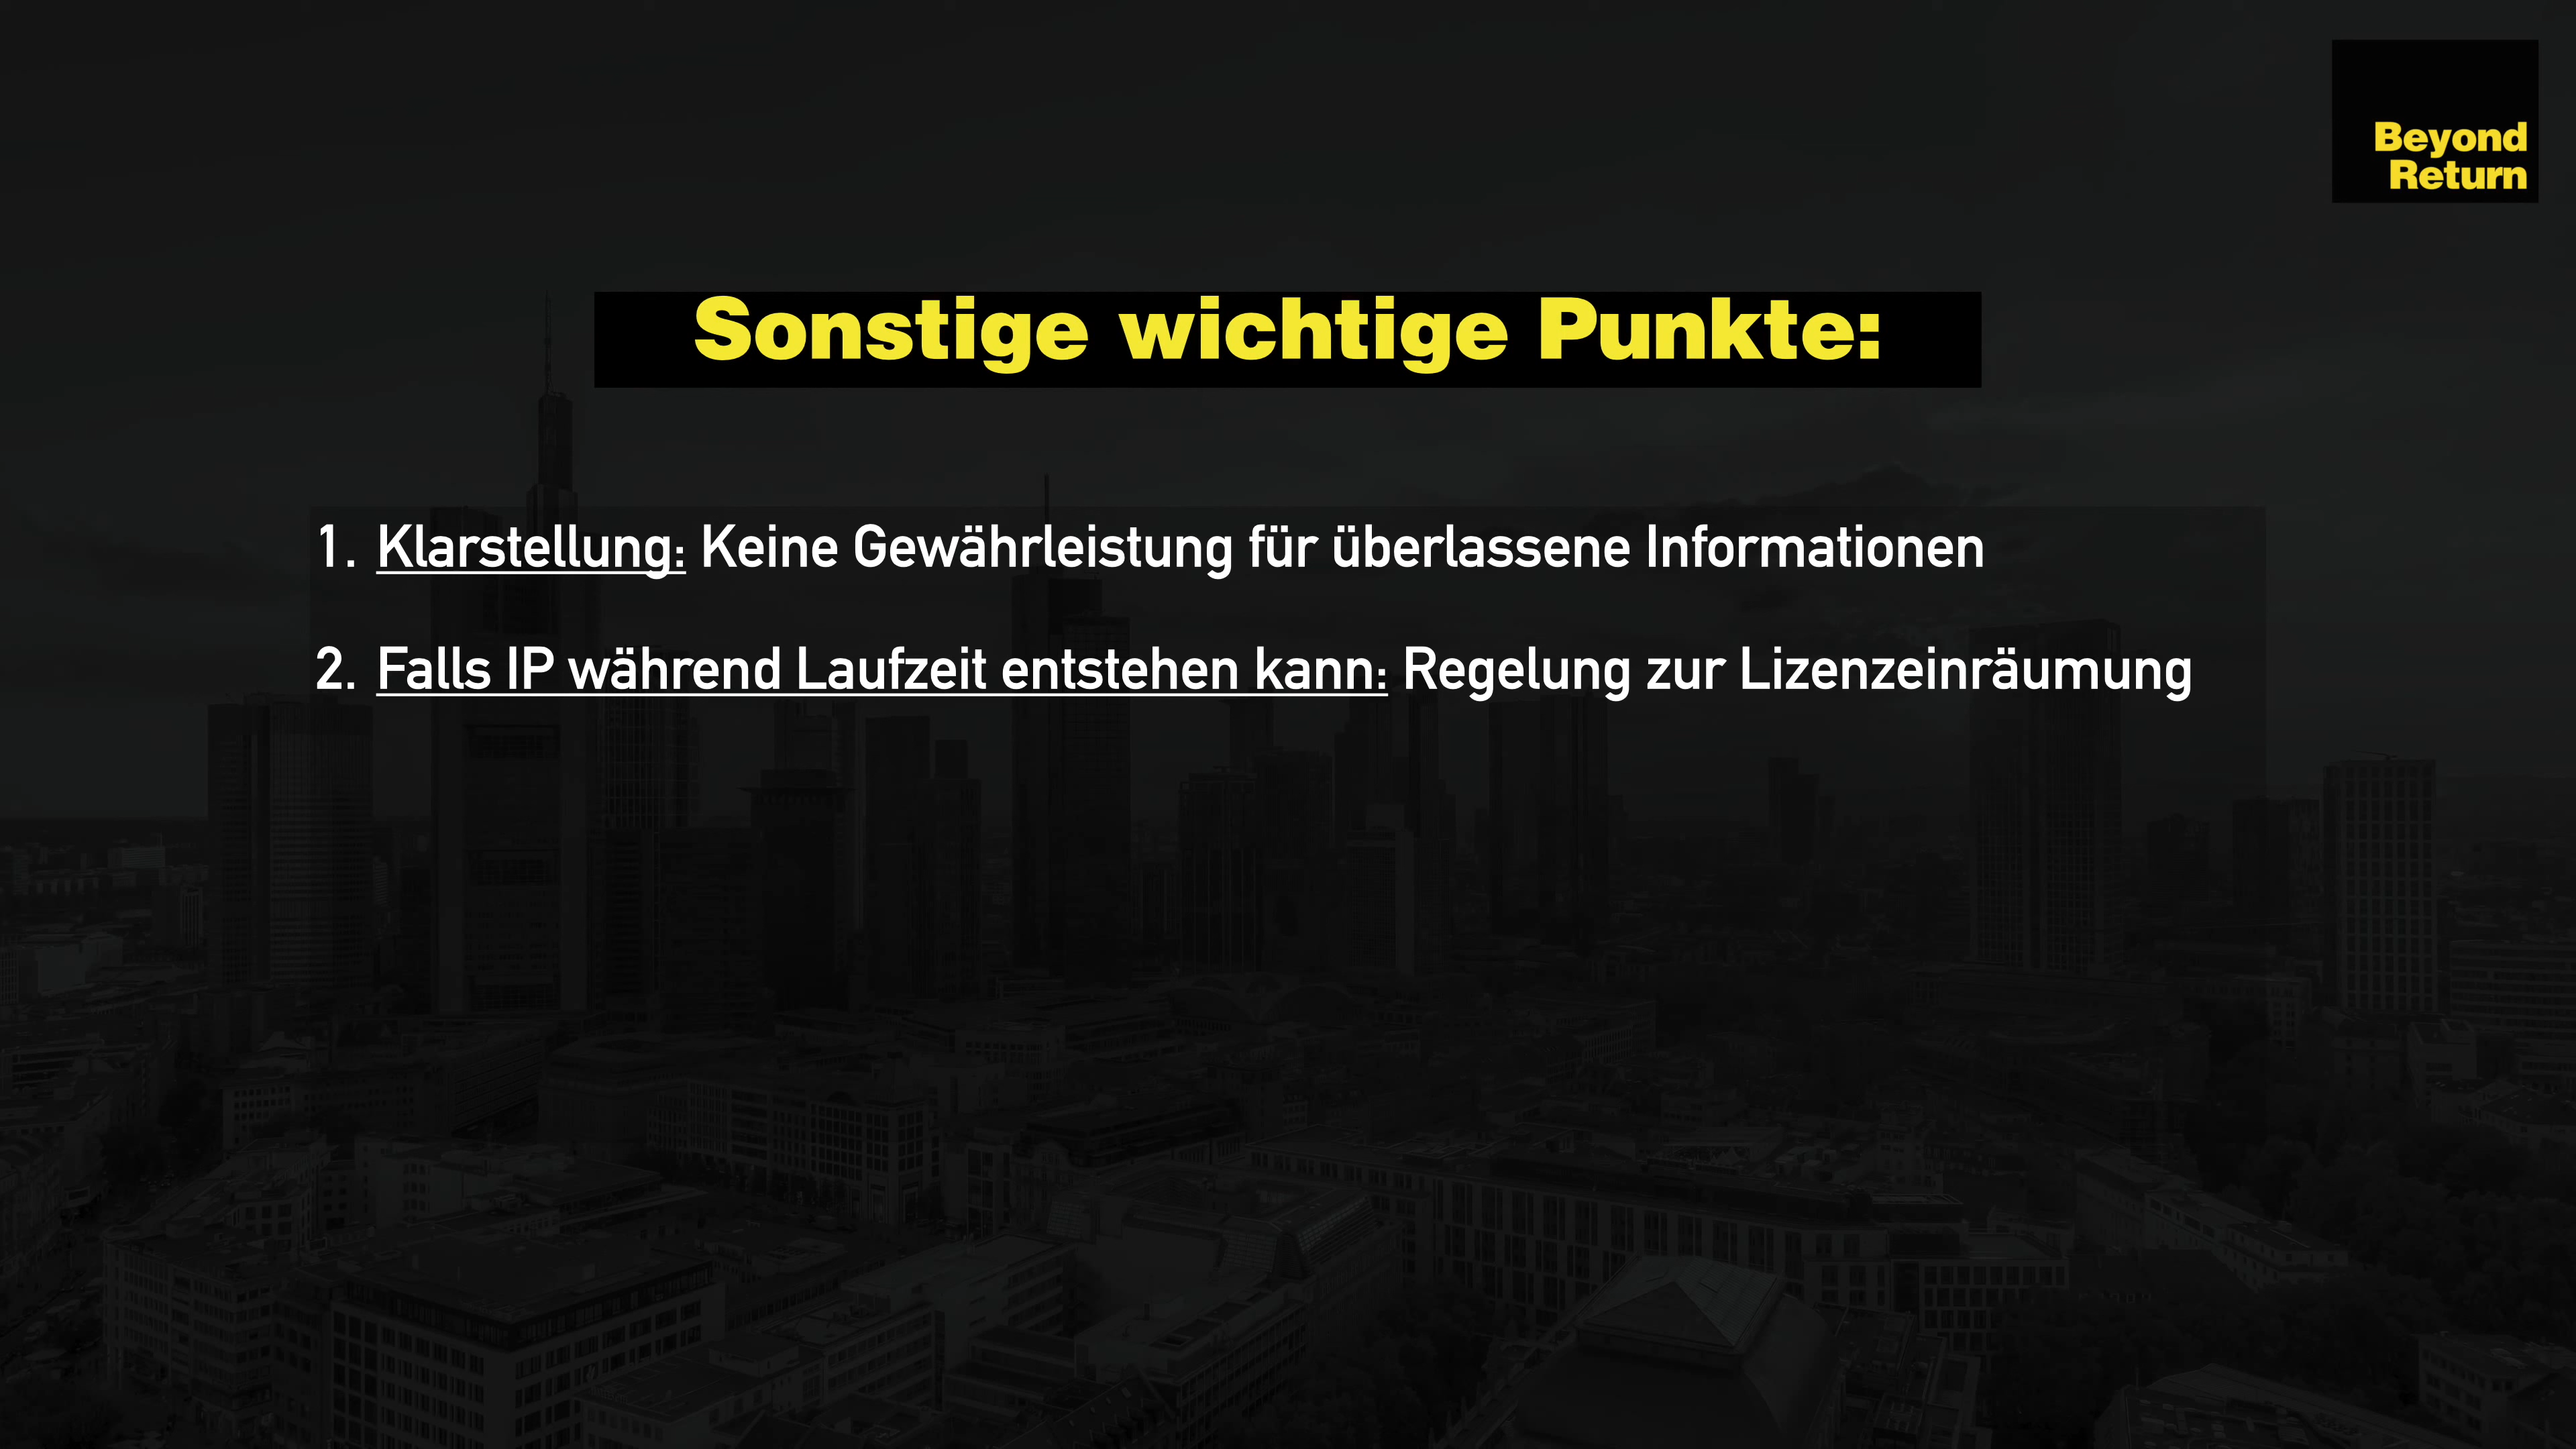 Beyond
Return
Sonstige wichtige Punkte:
1. Klarstellung: Keine Gewährleistung für überlassene Informationen
2. Falls IP während Laufzeit entstehen kann: Regelung zur Lizenzeinräumung